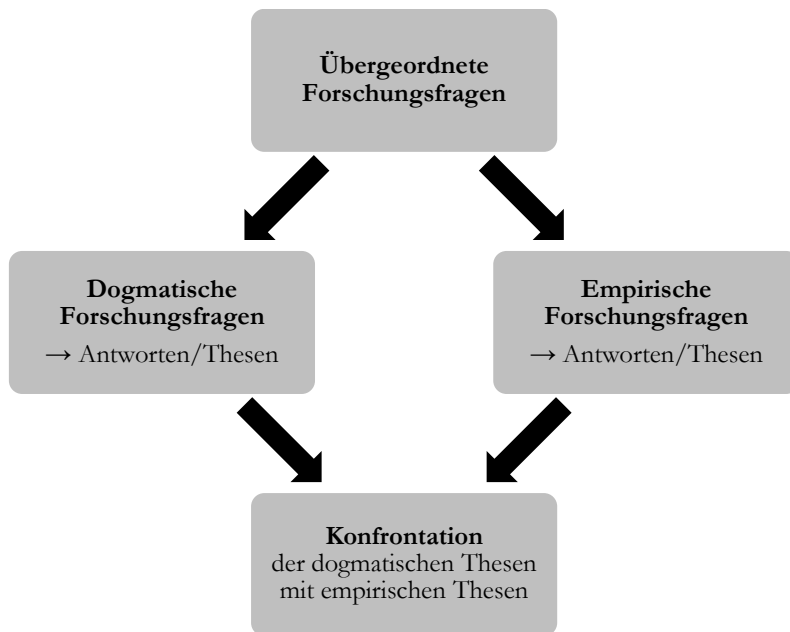 Übergeordnete
Forschungsfragen
Dogmatische
Forschungsfragen
→ Antworten/Thesen
Empirische
Forschungsfragen
→ Antworten/Thesen
Konfrontation
der dogmatischen Thesen
mit empirischen Thesen